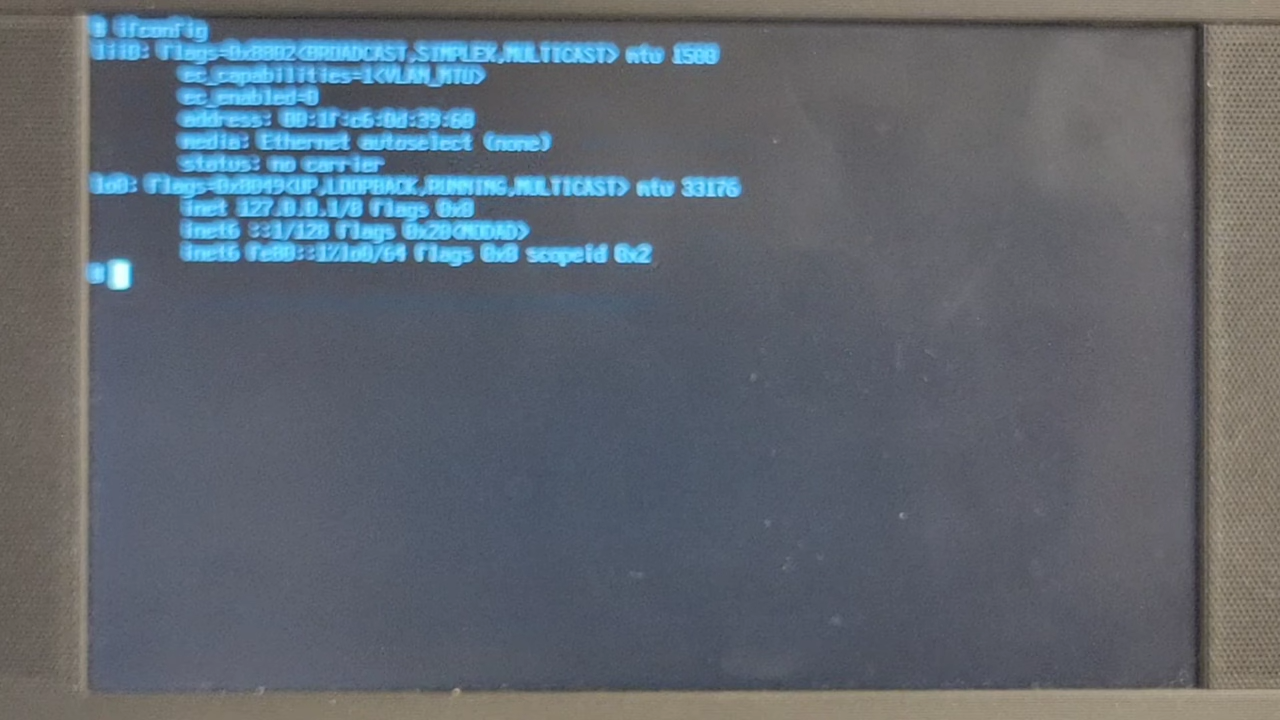 # ifconfig
lii0: flags=0x8802<BROADCAST,SIMPLEX,MULTICAST> mtu 1500
ec_capabilities=1<VLAN_MTU>
ec_enabled=0
address: 00:1f:c6:0d:39:60
media: Ethernet autoselect (none)
status: no carrier
lo0: flags=0x8049<UP,LOOPBACK,RUNNING,MULTICAST> mtu 33176
inet 127.0.0.1/8 flags 0x0
inet6 ::1/128 flags 0x20<NODAD>
inet6 fe80::1%lo0/64 flags 0x0 scopeid 0x2
#